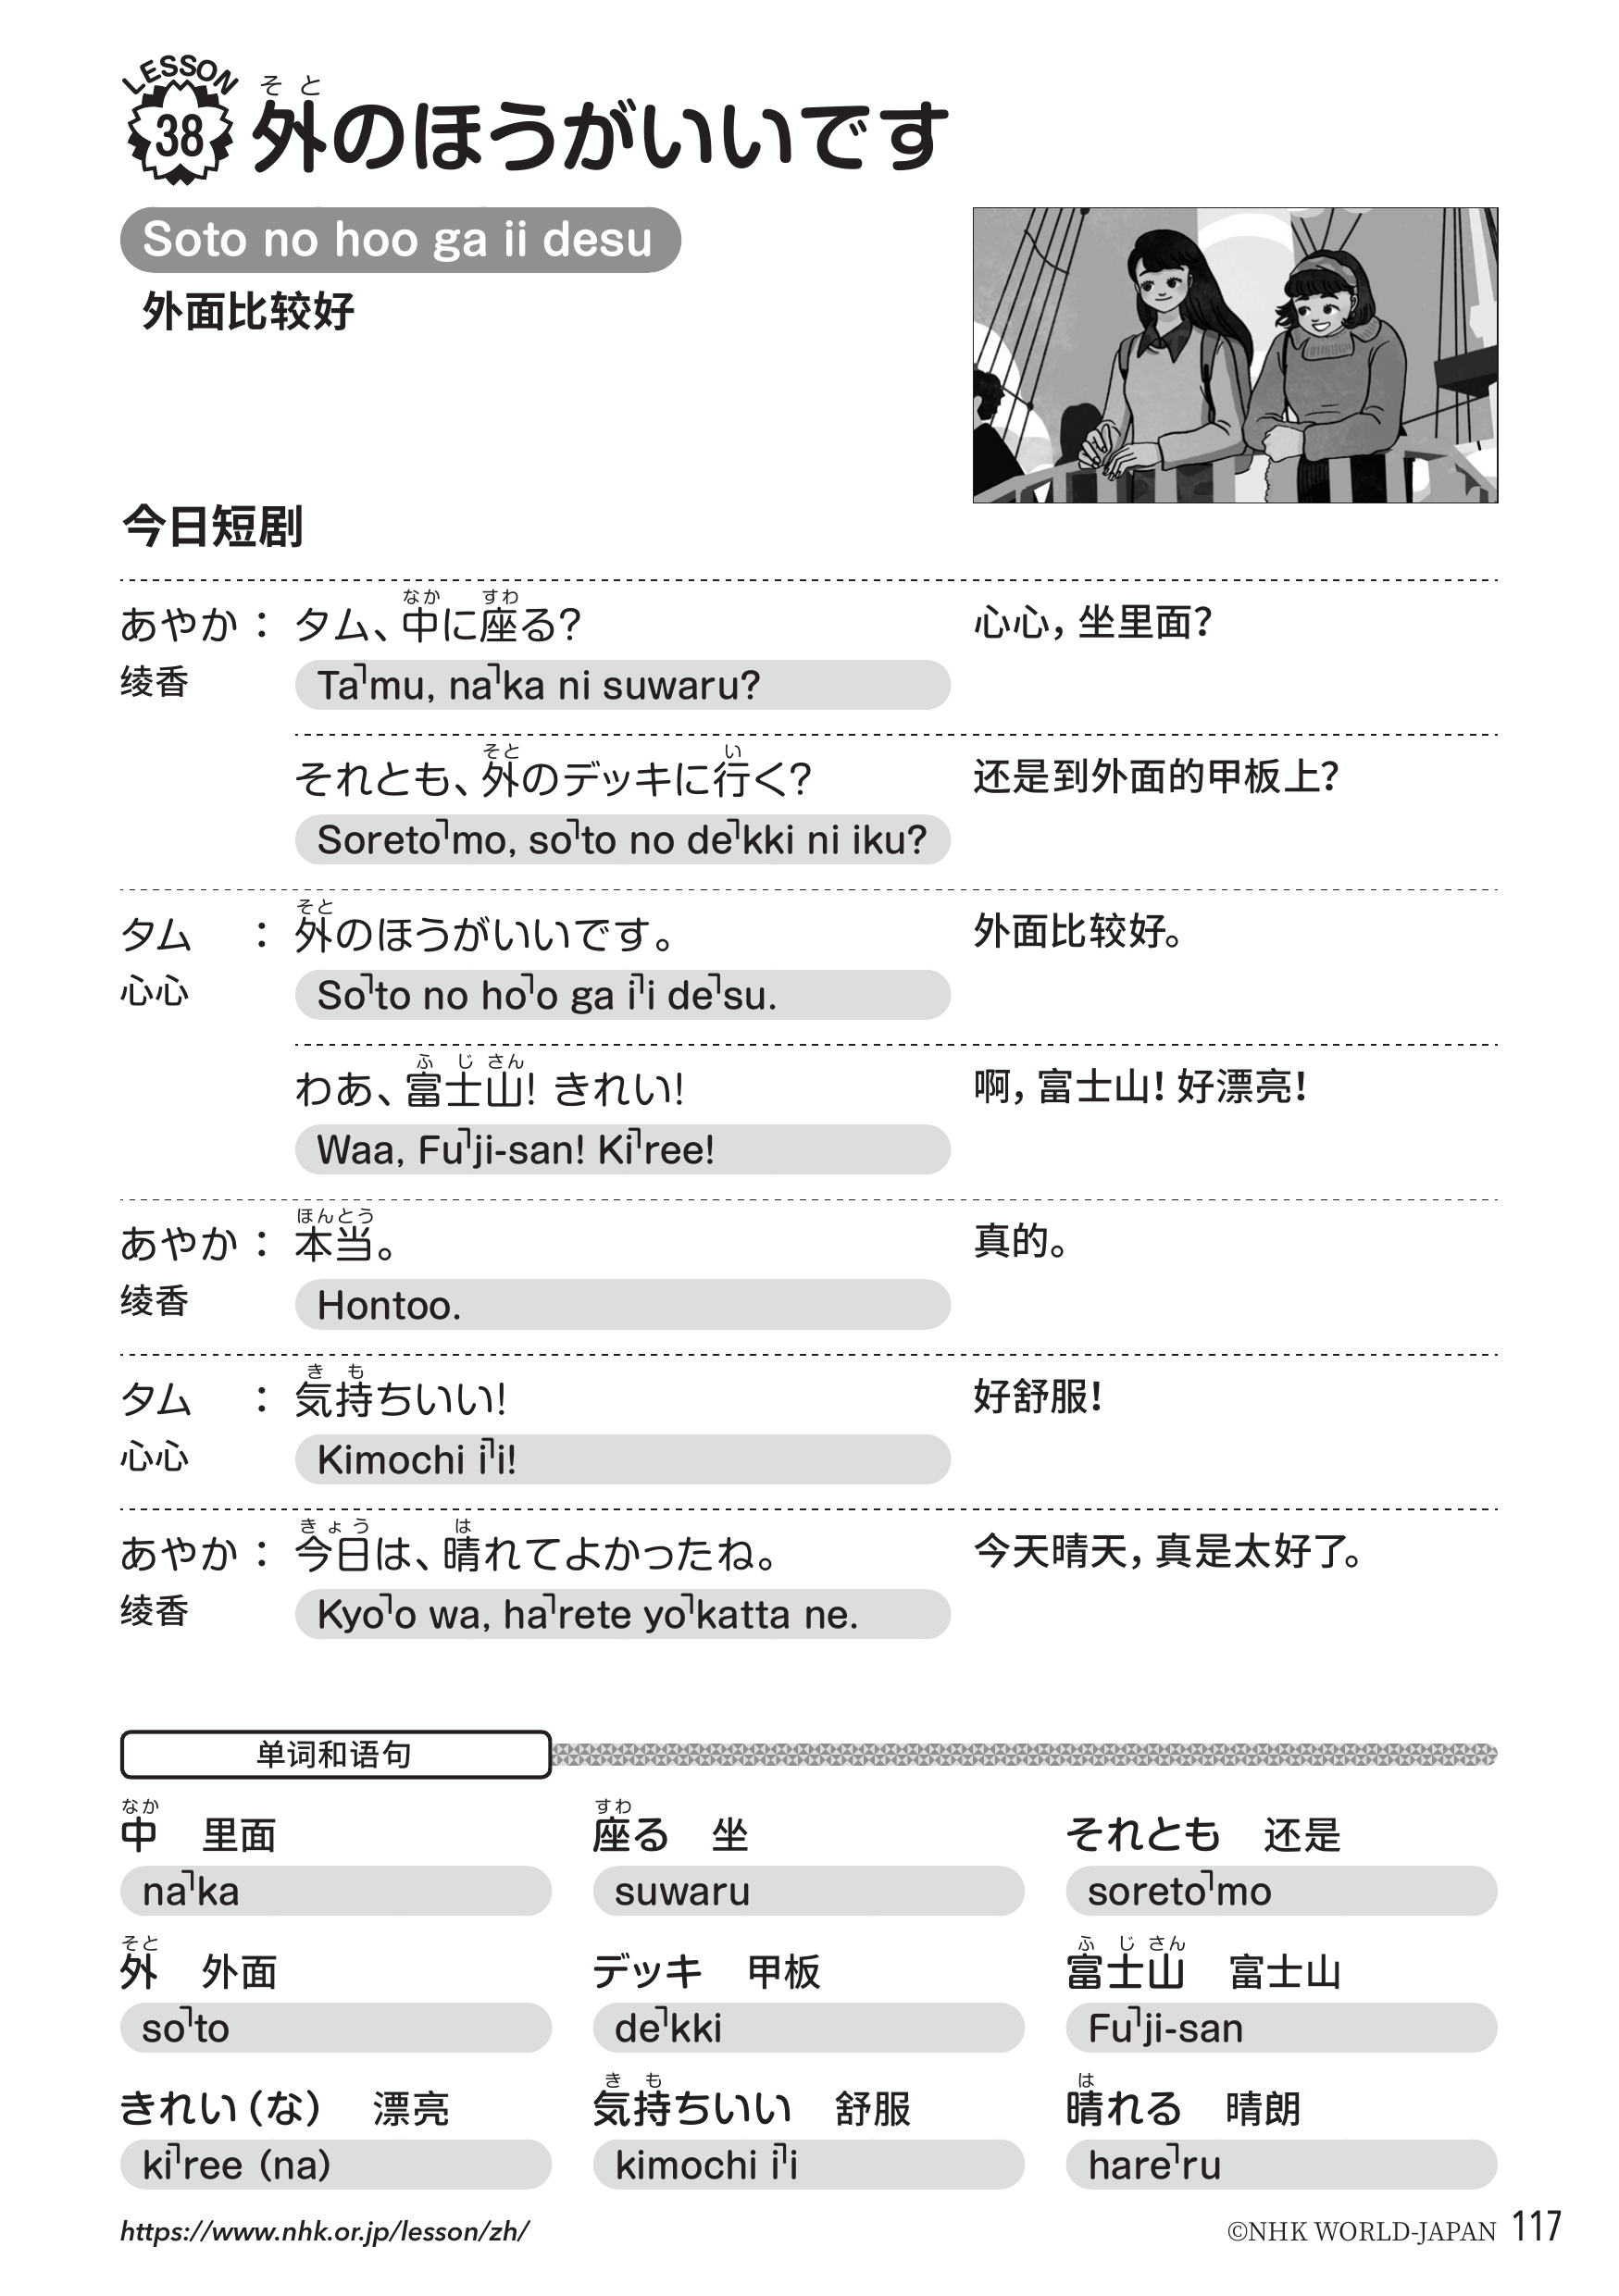 LESSON
38
そと
外のほうがいいです
Soto no hoo ga ii desu
外面比较好
今日短剧
なか すわ
あやか： タム、中に座る？ 心心，坐里面？
绫香 Ta˥mu, na˥ka ni suwaru?
そと い
それとも、外のデッキに行く？ 还是到外面的甲板上？
Soreto˥mo, so˥to no de˥kki ni iku?
そと
タム ： 外のほうがいいです。 外面比较好。
心心 So˥to no ho˥o ga i˥i de˥su.
ふ じ さん
わあ、富士山！ きれい！ 啊，富士山！好漂亮！
Waa, Fu˥ji-san! Ki˥ree!
ほんとう
あやか： 本当。 真的。
绫香 Hontoo.
き も
タム ： 気持ちいい！ 好舒服！
心心 Kimochi i˥i!
きょう は
あやか： 今日は、晴れてよかったね。 今天晴天，真是太好了。
绫香 Kyo˥o wa, ha˥rete yo˥katta ne.
单词和语句
なか すわ
中 里面 座る 坐 それとも 还是
na˥ka suwaru soreto˥mo
そと ふ じ さん
外 外面 デッキ 甲板 富士山 富士山
so˥to de˥kki Fu˥ji-san
き も は
きれい（な） 漂亮 気持ちいい 舒服 晴れる 晴朗
ki˥ree (na) kimochi i˥i hare˥ru
https://www.nhk.or.jp/lesson/zh/ ©NHK WORLD-JAPAN 117